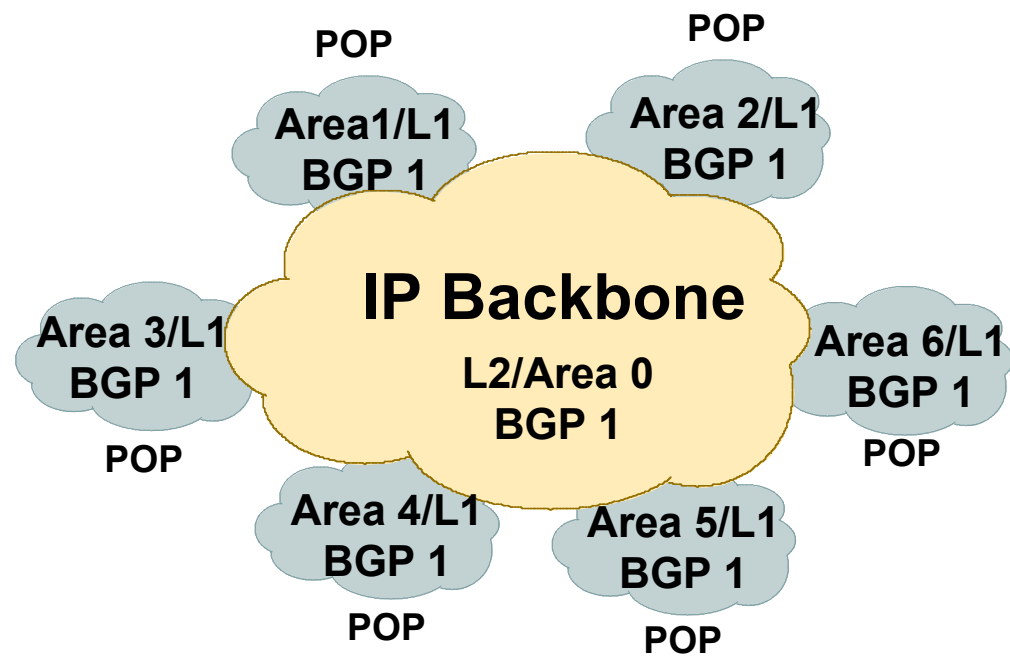 POP
Area1/L1
BGP 1
POP
Area 2/L1
BGP 1
IP Backbone
L2/Area 0
BGP 1
Area 3/L1
BGP 1
POP
Area 6/L1
BGP 1
POP
Area 4/L1
BGP 1
POP
Area 5/L1
BGP 1
POP